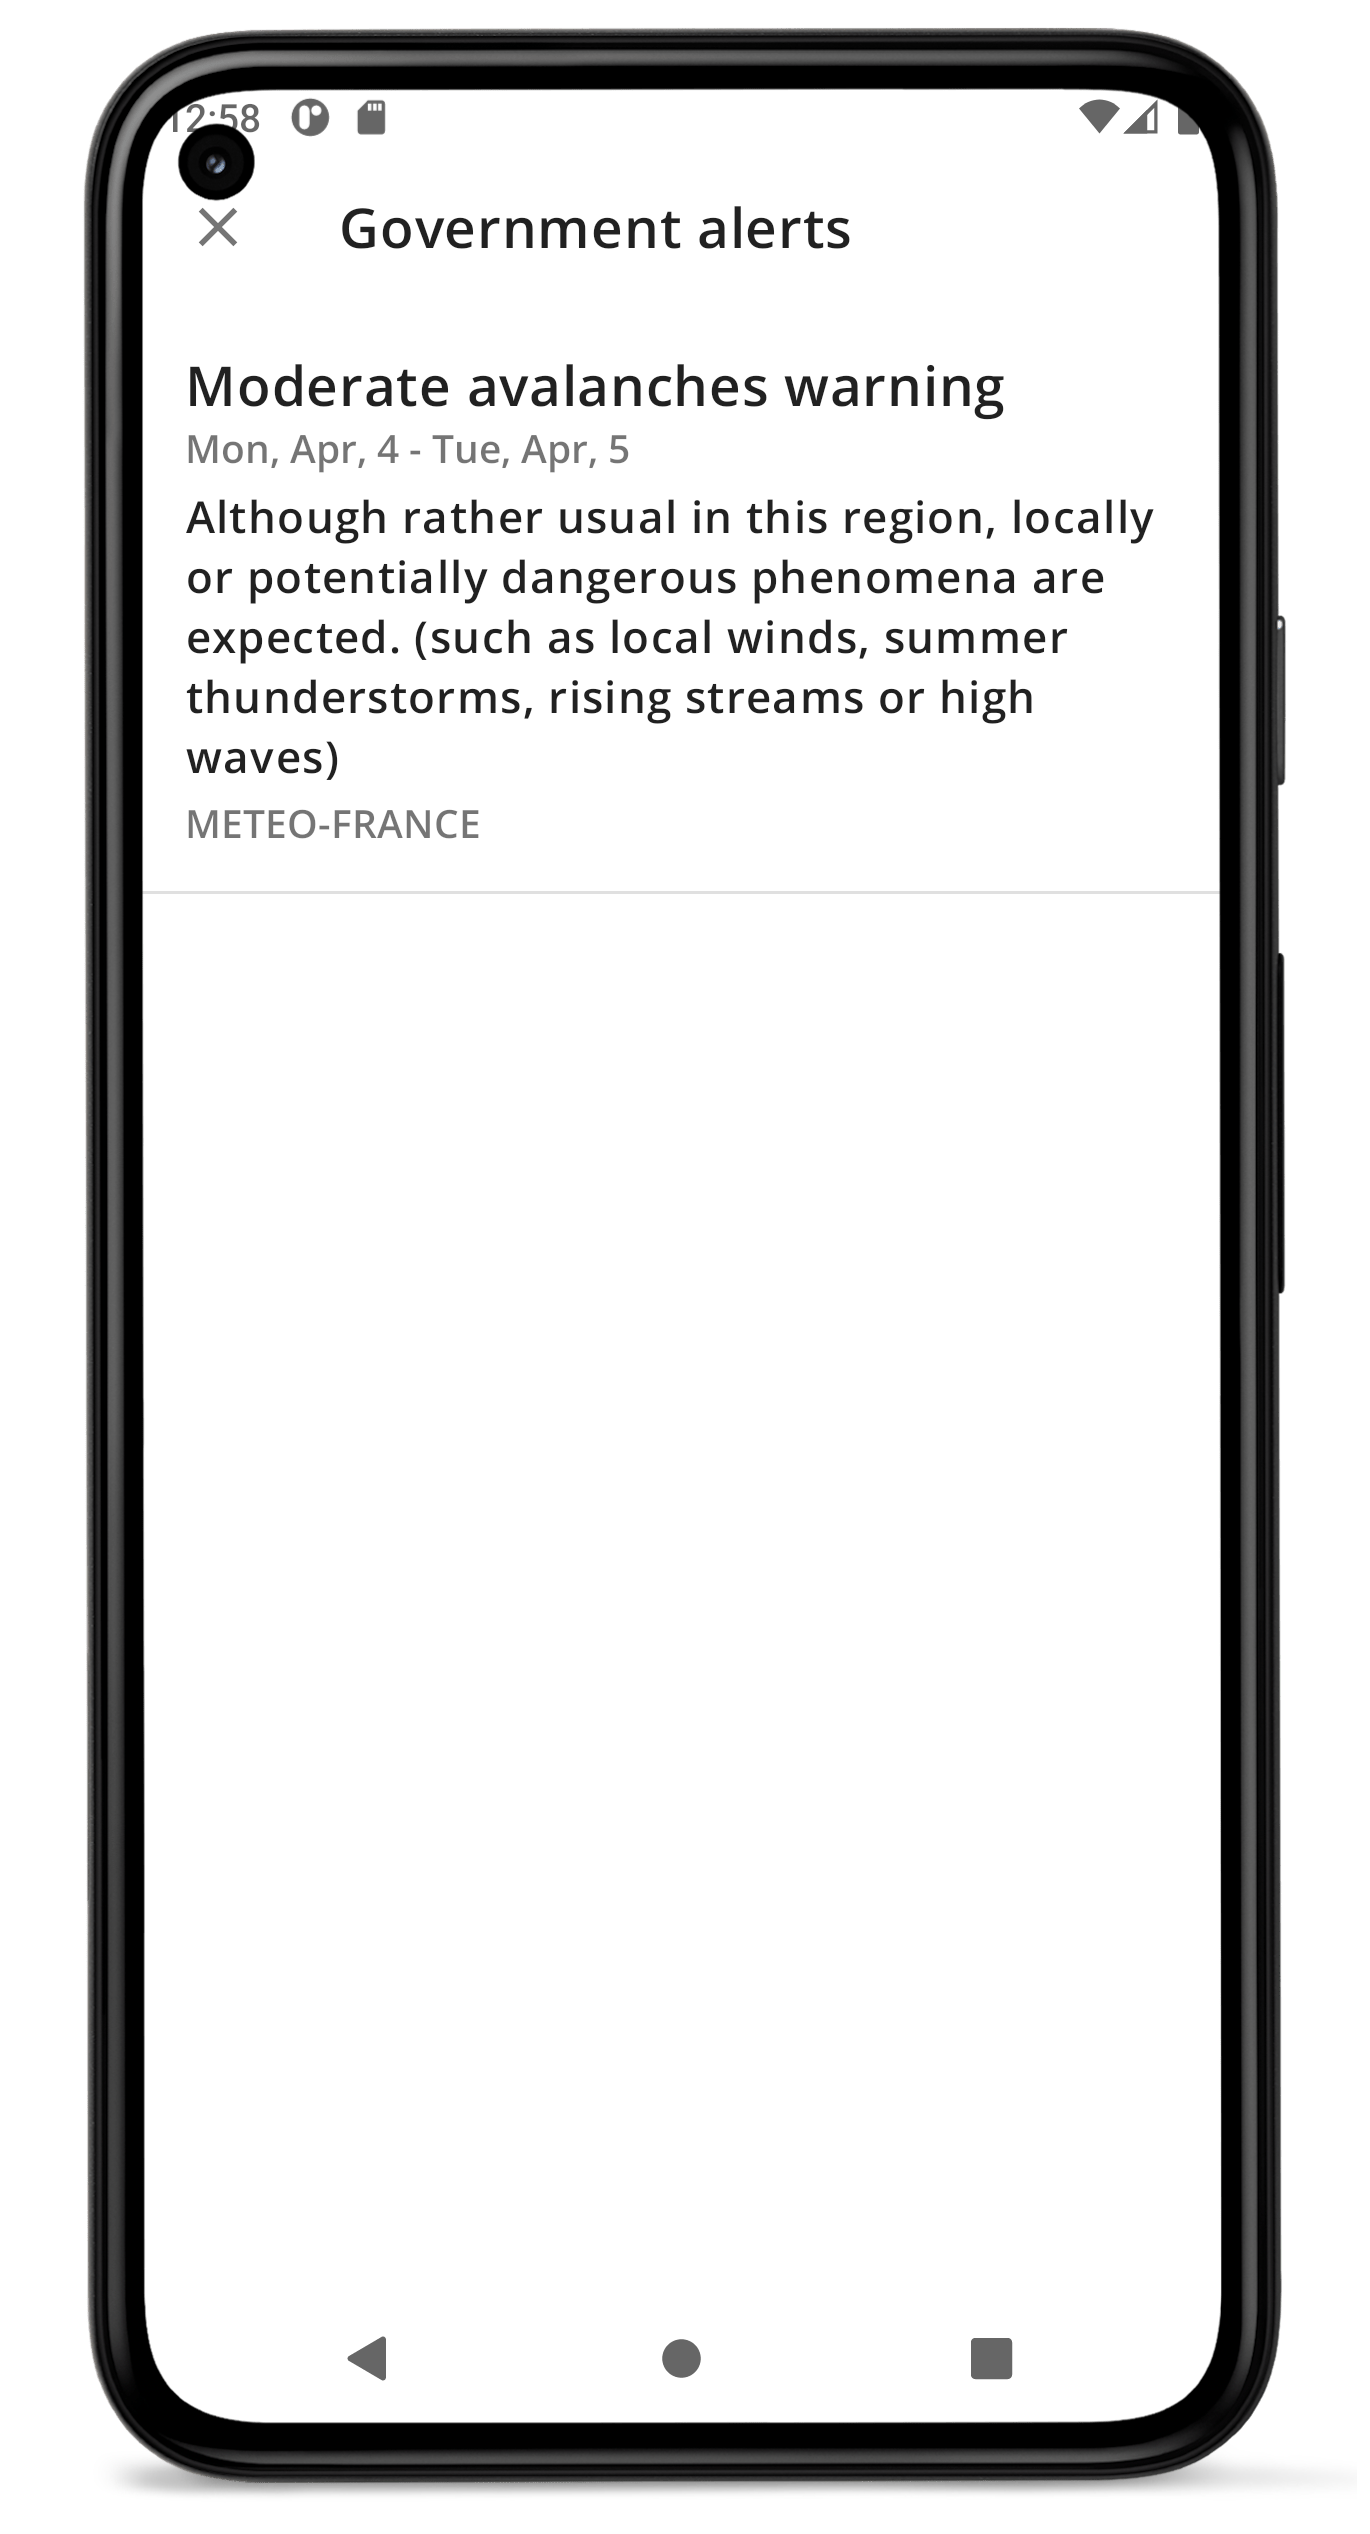 12:58
Government alerts
Moderate avalanches warning
Mon, Apr, 4 - Tue, Apr, 5
Although rather usual in this region, locally
or potentially dangerous phenomena are
expected. (such as local winds, summer
thunderstorms, rising streams or high
waves)
METEO-FRANCE